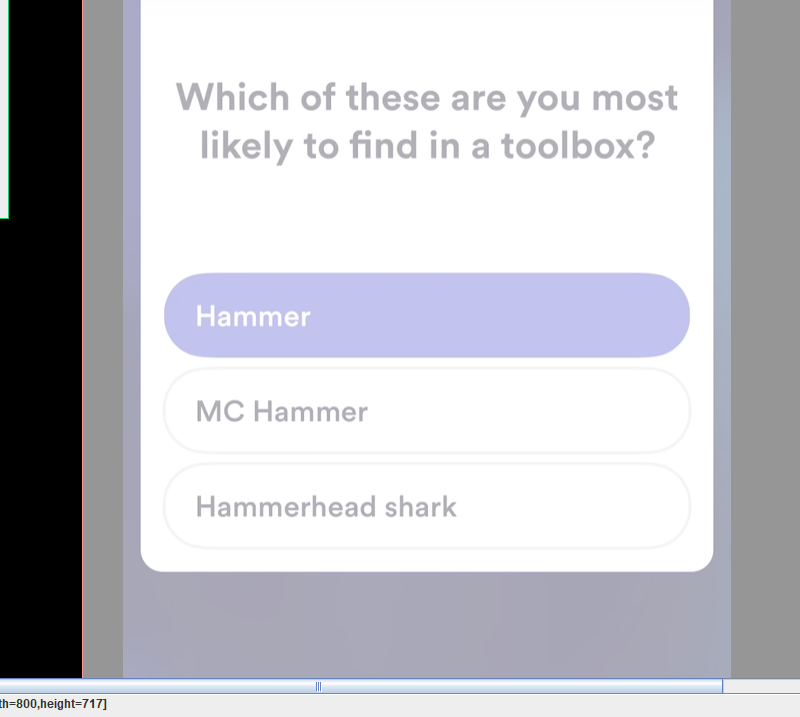 Which of these are you most
likely to find in a toolbox?
Hammer
MC Hammer
Hammerhead shark
th=800,height=717]